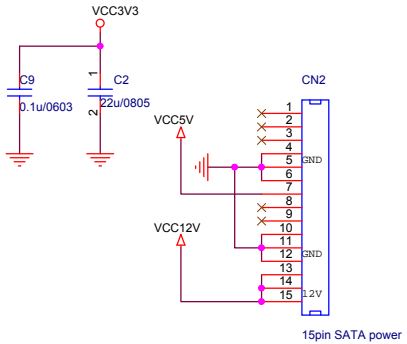 VCC3V3
C9
0.1u/0603
1
C2
22u/0805
2
CN2
VCC5V
VCC12V
1
2
3
4
GND
5
6
7
8
9
10
11
GND
12
13
14
12V
15
15pin SATA power